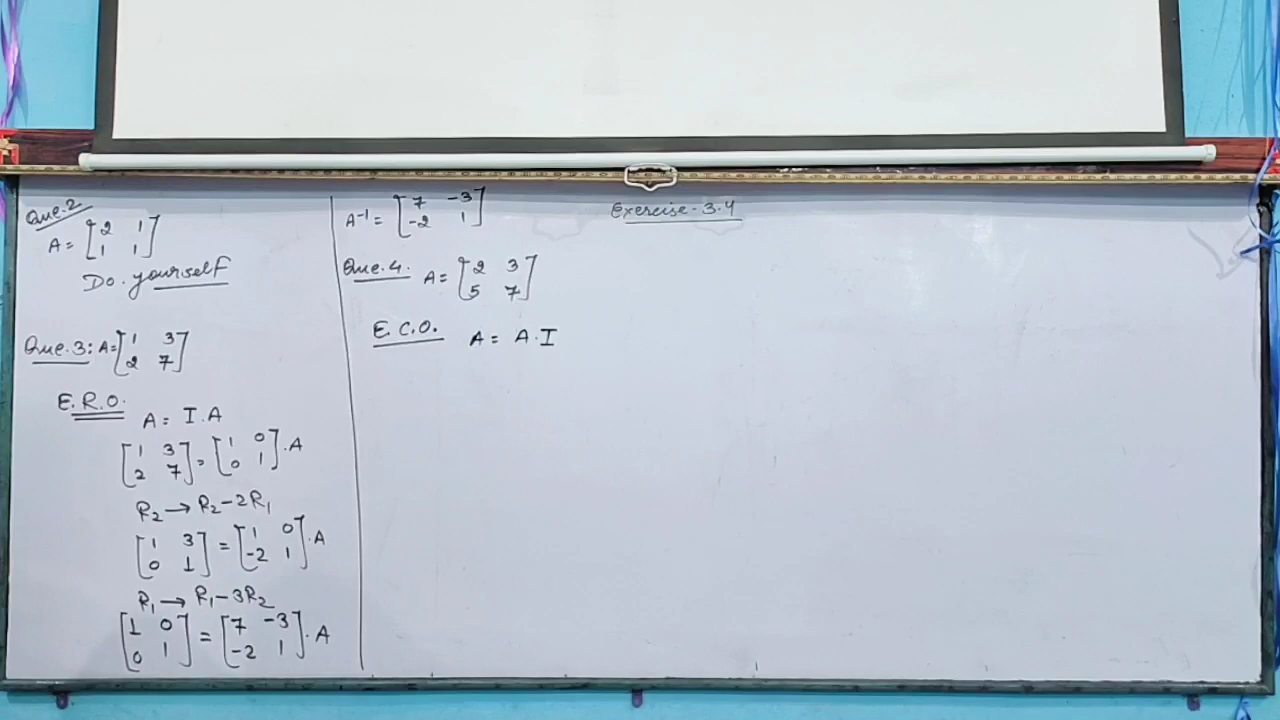 Que.2
A = [2 1
1 1]
Do. yourself
Que.3: A=[1 3
2 7]
E.R.O.
A = I.A
[1 3
2 7] = [1 0
0 1].A
R₂ → R₂-2R₁
[1 3
0 1] = [1 0
-2 1].A
R₁ → R₁-3R₂
[1 0
0 1] = [7 -3
-2 1].A
A⁻¹ = [7 -3
-2 1]
Que.4. A = [2 3
5 7]
E.C.O. A = A.I
Exercise-3.4